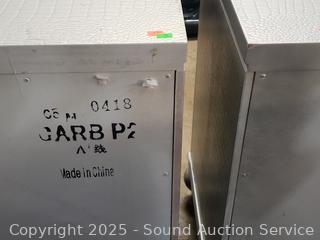 0418
CARB P2
Made in China
Copyright © 2025 - Sound Auction Service